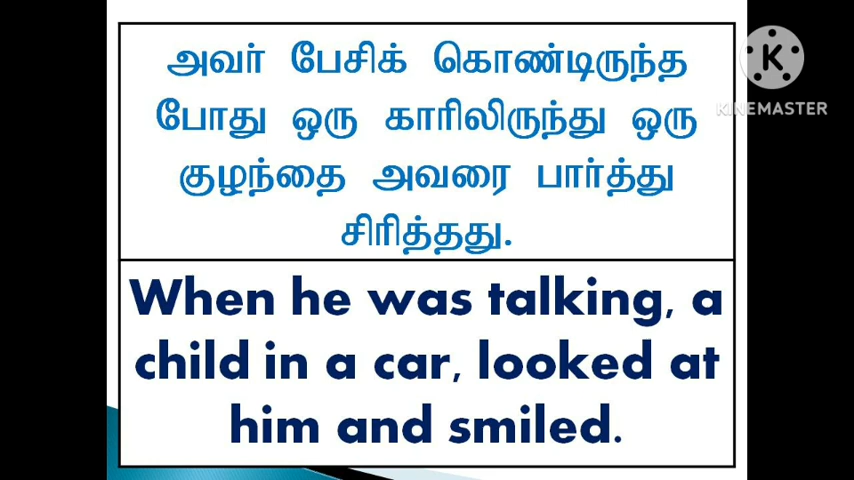 அவர் பேசிக் கொண்டிருந்த
போது ஒரு காரிலிருந்து ஒரு
குழந்தை அவரை பார்த்து
சிரித்தது.
When he was talking, a
child in a car, looked at
him and smiled.
K
KINEMASTER